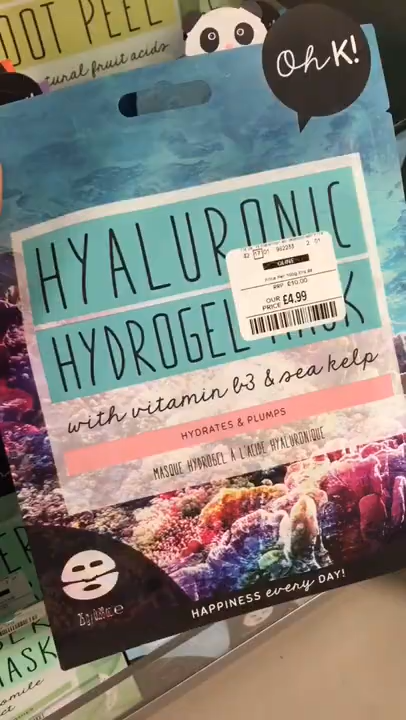 OOT PEEL
tural fruit acids
Oh K!
HYALURONIC
HYDROGEL MASK
RRP £10.00
OUR PRICE £4.99
with vitamin b3 & sea kelp
HYDRATES & PLUMPS
MASQUE HYDROGEL À L'ACIDE HYALURONIQUE
HAPPINESS every DAY!
MASK